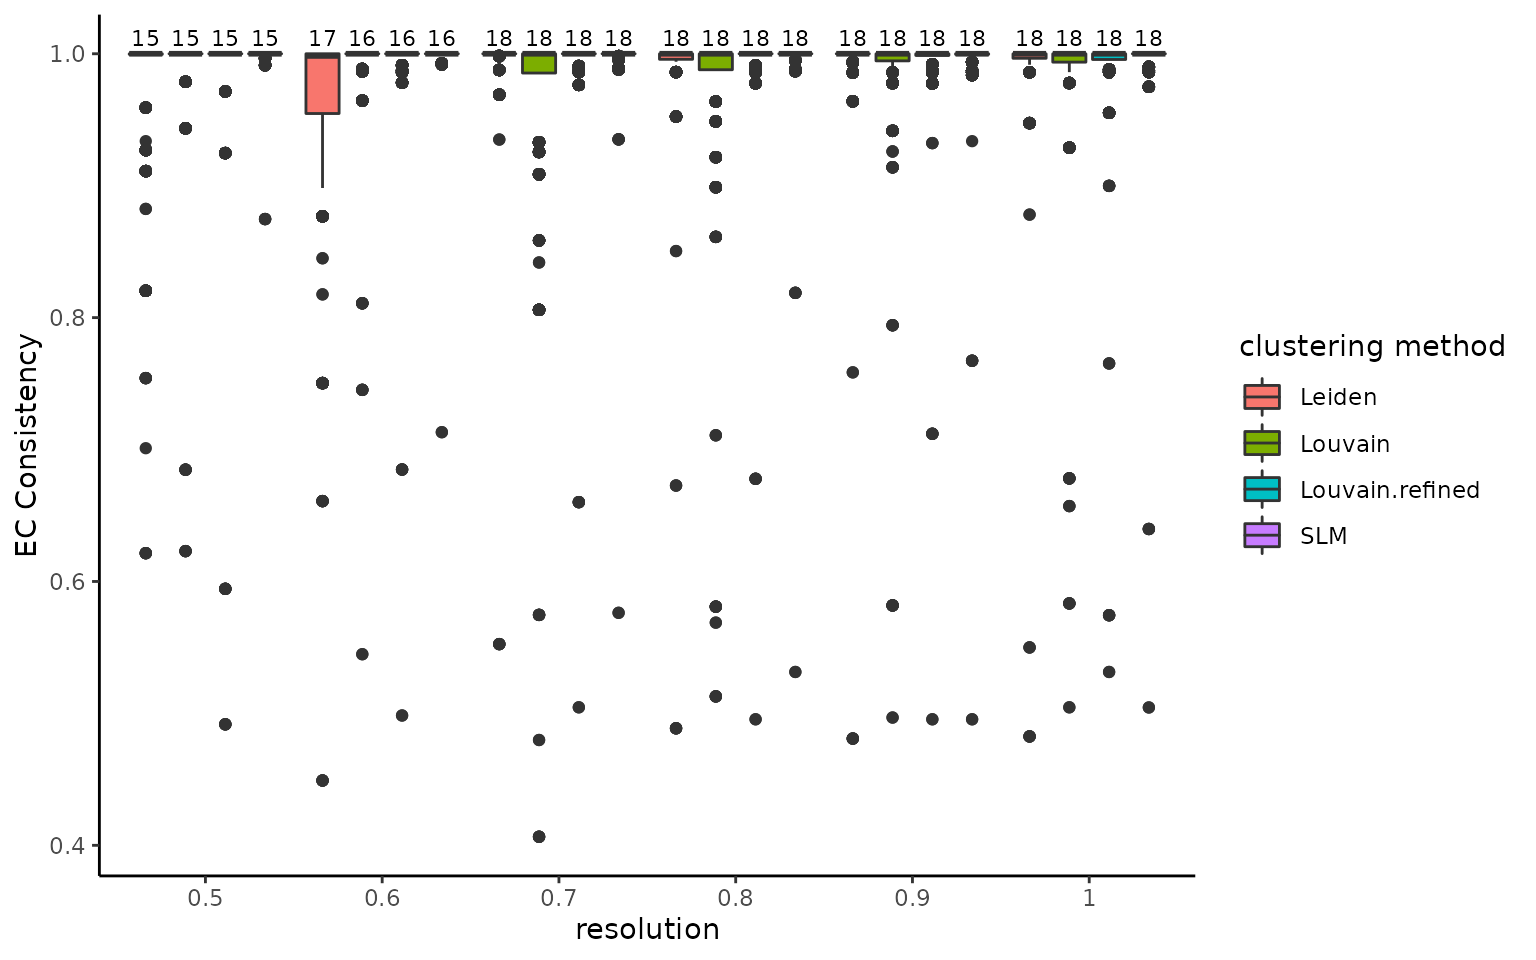 15 15 15 15 17 16 16 16 18 18 18 18 18 18 18 18 18 18 18 18 18 18 18 18
1.0
0.8
0.6
0.4
EC Consistency
0.5 0.6 0.7 0.8 0.9 1
resolution
clustering method
Leiden
Louvain
Louvain.refined
SLM